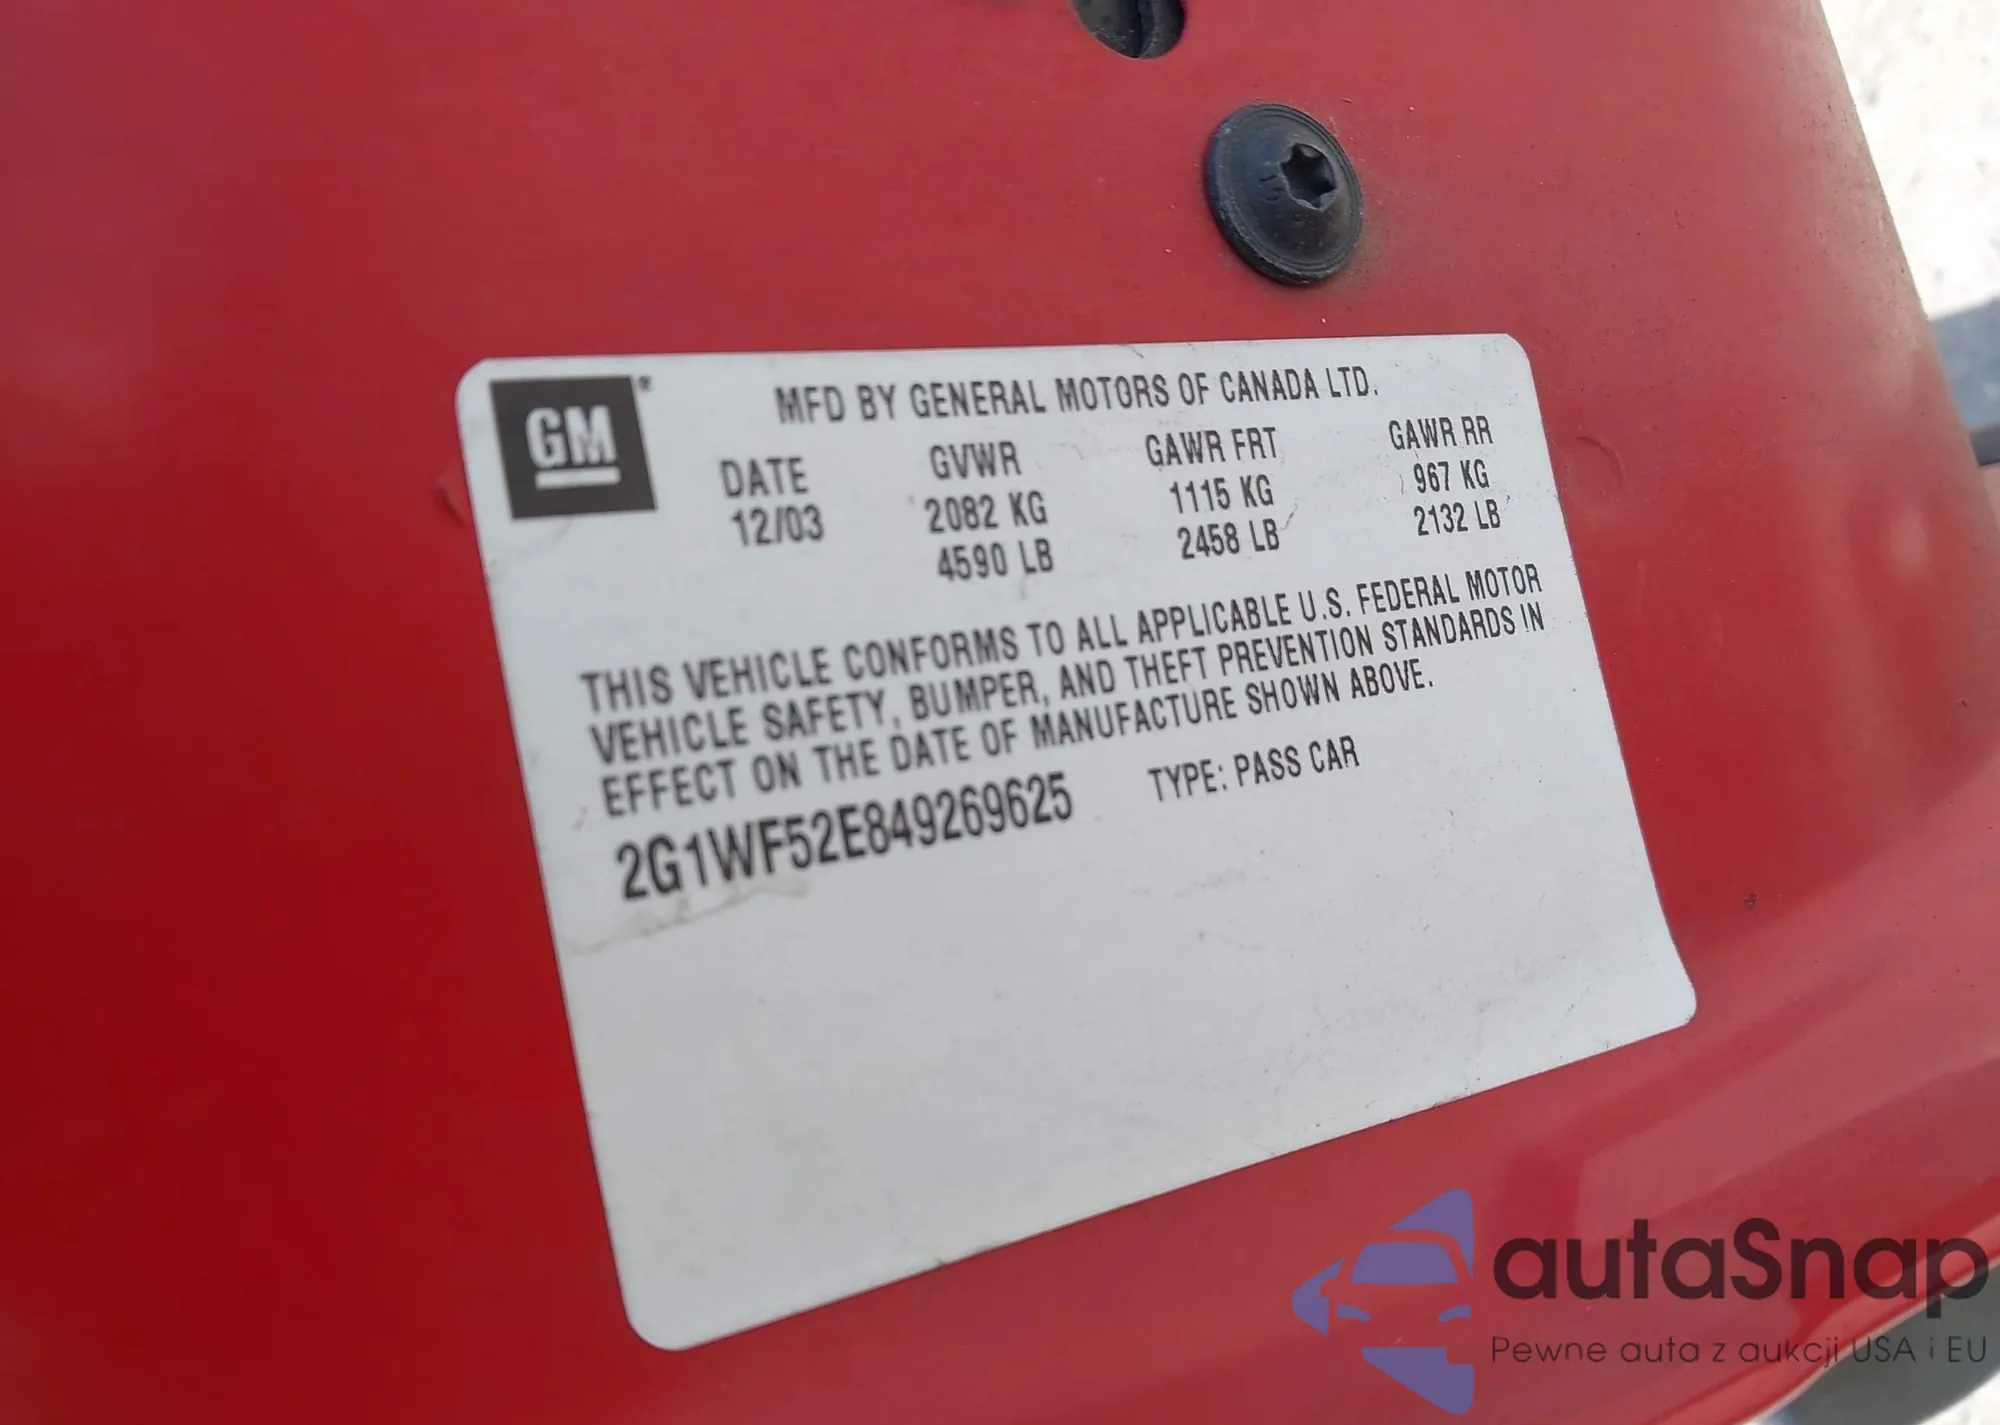 GM
MFD BY GENERAL MOTORS OF CANADA LTD.
DATE GVWR GAWR FRT GAWR RR
12/03 2082 KG 1115 KG 967 KG
4590 LB 2458 LB 2132 LB
THIS VEHICLE CONFORMS TO ALL APPLICABLE U.S. FEDERAL MOTOR
VEHICLE SAFETY, BUMPER, AND THEFT PREVENTION STANDARDS IN
EFFECT ON THE DATE OF MANUFACTURE SHOWN ABOVE.
2G1WF52E849269625 TYPE: PASS CAR
autaSnap
Pewne auta z aukcji USA i EU